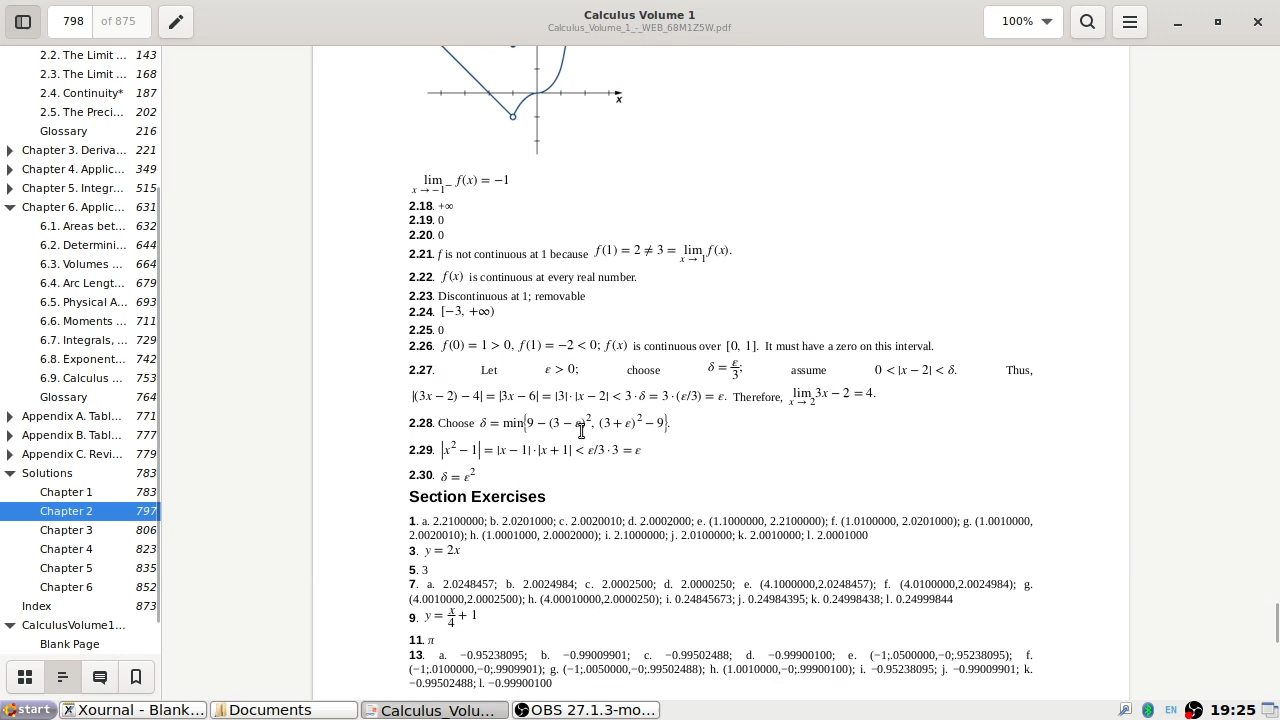 798 of 875
Calculus Volume 1
Calculus_Volume_1_-_WEB_68M1Z5W.pdf
100%
2.2. The Limit ... 143
2.3. The Limit ... 168
2.4. Continuity* 187
2.5. The Preci... 202
Glossary 216
Chapter 3. Deriva... 221
Chapter 4. Applic... 349
Chapter 5. Integr... 515
Chapter 6. Applic... 631
6.1. Areas bet... 632
6.2. Determini... 644
6.3. Volumes ... 664
6.4. Arc Lengt... 679
6.5. Physical A... 693
6.6. Moments ... 711
6.7. Integrals, ... 729
6.8. Exponent... 742
6.9. Calculus ... 753
Glossary 764
Appendix A. Tabl... 771
Appendix B. Tabl... 777
Appendix C. Revi... 779
Solutions 783
Chapter 1 783
Chapter 2 797
Chapter 3 806
Chapter 4 823
Chapter 5 835
Chapter 6 852
Index 873
CalculusVolume1...
Blank Page
x
lim x → −1⁻ f(x) = −1
2.18. +∞
2.19. 0
2.20. 0
2.21. f is not continuous at 1 because f(1) = 2 ≠ 3 = lim x → 1 f(x).
2.22. f(x) is continuous at every real number.
2.23. Discontinuous at 1; removable
2.24. [−3, +∞)
2.25. 0
2.26. f(0) = 1 > 0, f(1) = −2 < 0; f(x) is continuous over [0, 1]. It must have a zero on this interval.
2.27. Let ε > 0; choose δ = ε/3; assume 0 < |x − 2| < δ. Thus,
|(3x − 2) − 4| = |3x − 6| = |3| · |x − 2| < 3 · δ = 3 · (ε/3) = ε. Therefore, lim x → 2 3x − 2 = 4.
2.28. Choose δ = min{9 − (3 − ε)², (3 + ε)² − 9}.
2.29. |x² − 1| = |x − 1| · |x + 1| < ε/3 · 3 = ε
2.30. δ = ε²
Section Exercises
1. a. 2.2100000; b. 2.0201000; c. 2.0020010; d. 2.0002000; e. (1.1000000, 2.2100000); f. (1.0100000, 2.0201000); g. (1.0010000,
2.0020010); h. (1.0001000, 2.0002000); i. 2.1000000; j. 2.0100000; k. 2.0010000; l. 2.0001000
3. y = 2x
5. 3
7. a. 2.0248457; b. 2.0024984; c. 2.0002500; d. 2.0000250; e. (4.1000000,2.0248457); f. (4.0100000,2.0024984); g.
(4.0010000,2.0002500); h. (4.00010000,2.0000250); i. 0.24845673; j. 0.24984395; k. 0.24998438; l. 0.24999844
9. y = x/4 + 1
11. π
13. a. −0.95238095; b. −0.99009901; c. −0.99502488; d. −0.99900100; e. (−1;.0500000,−0;.95238095); f.
(−1;.0100000,−0;.9909901); g. (−1;.0050000,−0;.99502488); h. (1.0010000,−0;.99900100); i. −0.95238095; j. −0.99009901; k.
−0.99502488; l. −0.99900100
start
Xournal - Blank...
Documents
Calculus_Volu...
OBS 27.1.3-mo...
EN
19:25